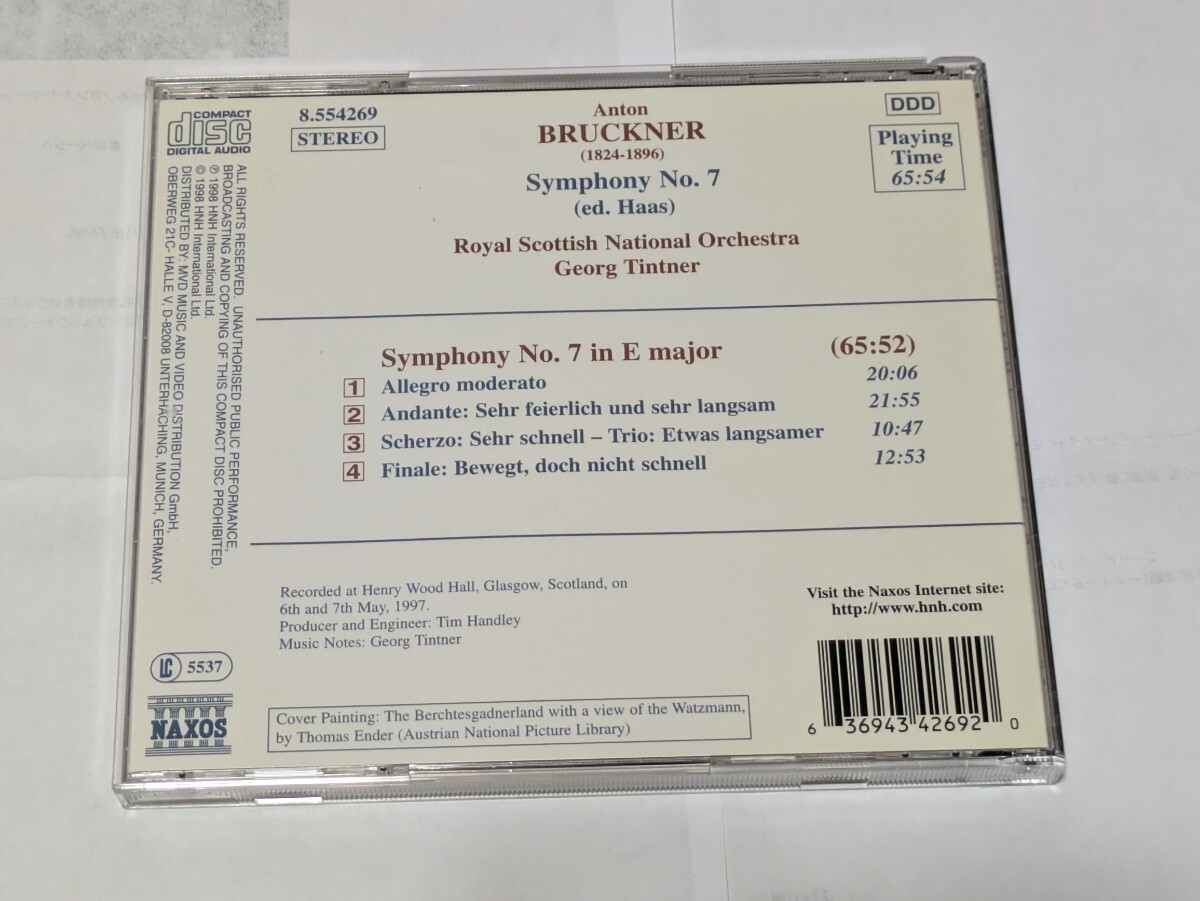 COMPACT
disc
DIGITAL AUDIO
8.554269
STEREO
Anton
BRUCKNER
(1824-1896)
Symphony No. 7
(ed. Haas)
Royal Scottish National Orchestra
Georg Tintner
DDD
Playing
Time
65:54
Symphony No. 7 in E major (65:52)
1 Allegro moderato 20:06
2 Andante: Sehr feierlich und sehr langsam 21:55
3 Scherzo: Sehr schnell – Trio: Etwas langsamer 10:47
4 Finale: Bewegt, doch nicht schnell 12:53
Recorded at Henry Wood Hall, Glasgow, Scotland, on
6th and 7th May, 1997.
Producer and Engineer: Tim Handley
Music Notes: Georg Tintner
Cover Painting: The Berchtesgadnerland with a view of the Watzmann,
by Thomas Ender (Austrian National Picture Library)
Visit the Naxos Internet site:
http://www.hnh.com
6 36943 42692 0
ALL RIGHTS RESERVED. UNAUTHORISED PUBLIC PERFORMANCE,
BROADCASTING AND COPYING OF THIS COMPACT DISC PROHIBITED.
℗ 1998 HNH International Ltd.
© 1998 HNH International Ltd.
DISTRIBUTED BY: MVD MUSIC AND VIDEO DISTRIBUTION GmbH,
OBERWEG 21C- HALLE V, D-82008 UNTERHACHING, MUNICH, GERMANY.
LC 5537
NAXOS